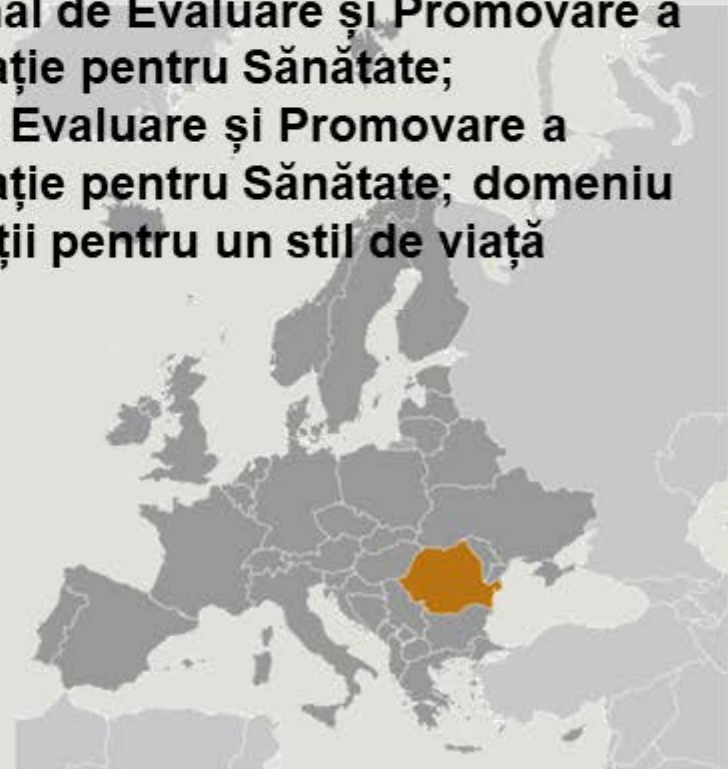 al de Evaluare și Promovare a
ație pentru Sănătate;
Evaluare și Promovare a
ație pentru Sănătate; domeniu
ții pentru un stil de viață